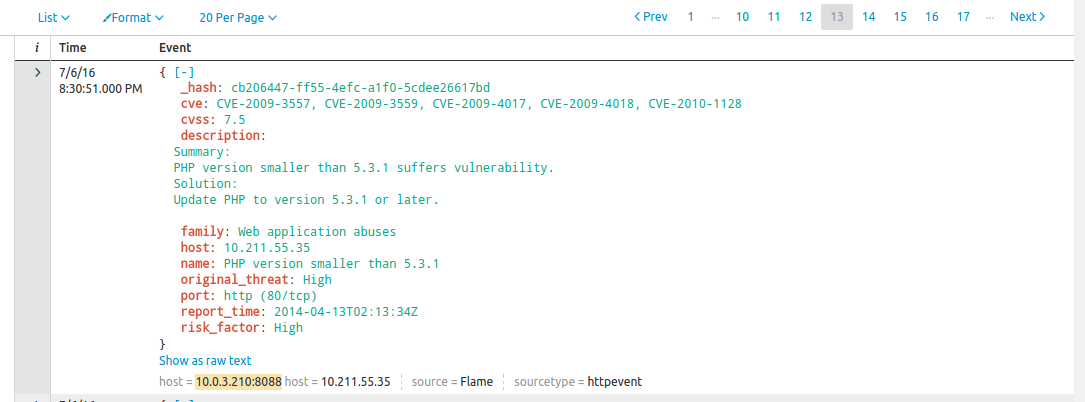 List Format 20 Per Page < Prev 1 ... 10 11 12 13 14 15 16 17 ... Next >
i Time Event
> 7/6/16 { [-]
8:30:51.000 PM _hash: cb206447-ff55-4efc-a1f0-5cdee26617bd
cve: CVE-2009-3557, CVE-2009-3559, CVE-2009-4017, CVE-2009-4018, CVE-2010-1128
cvss: 7.5
description:
Summary:
PHP version smaller than 5.3.1 suffers vulnerability.
Solution:
Update PHP to version 5.3.1 or later.
family: Web application abuses
host: 10.211.55.35
name: PHP version smaller than 5.3.1
original_threat: High
port: http (80/tcp)
report_time: 2014-04-13T02:13:34Z
risk_factor: High
}
Show as raw text
host = 10.0.3.210:8088 host = 10.211.55.35 source = Flame sourcetype = httpevent